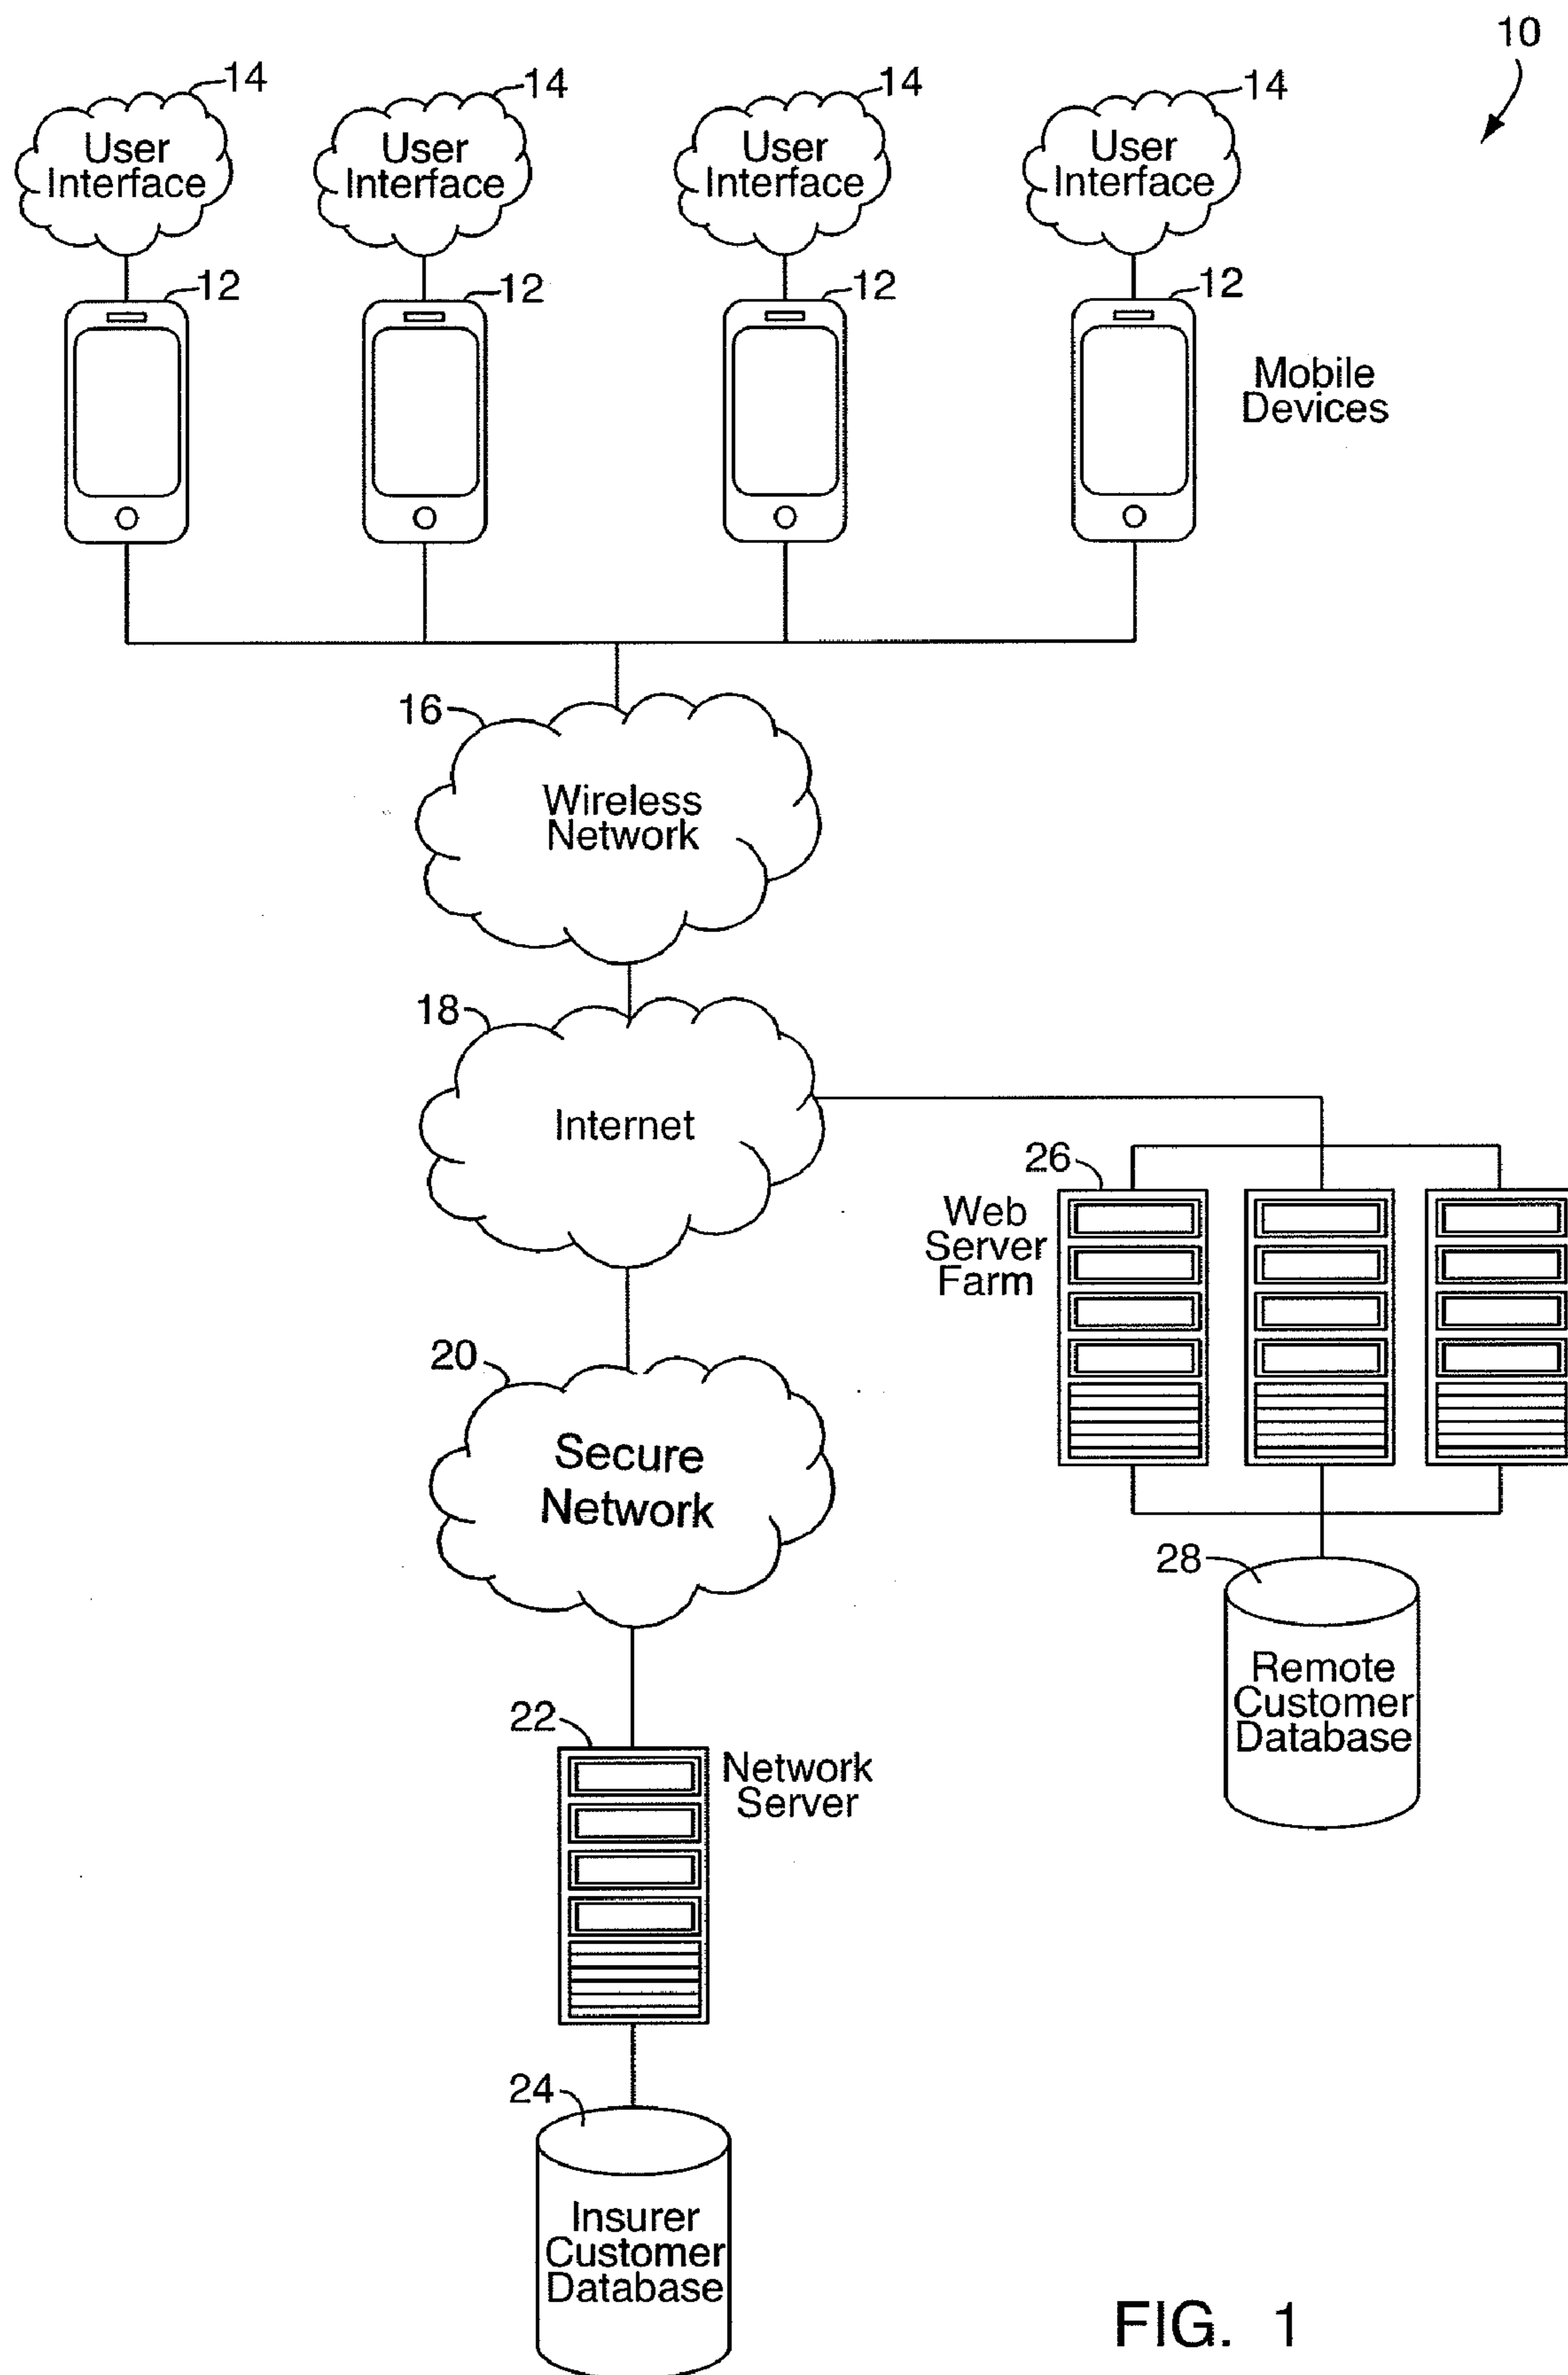 10
14
14
14
14
User
Interface
User
Interface
User
Interface
User
Interface
12
12
12
12
Mobile
Devices
16
Wireless
Network
18
Internet
26
Web
Server
Farm
20
Secure
Network
28
Remote
Customer
Database
22
Network
Server
24
Insurer
Customer
Database
FIG. 1